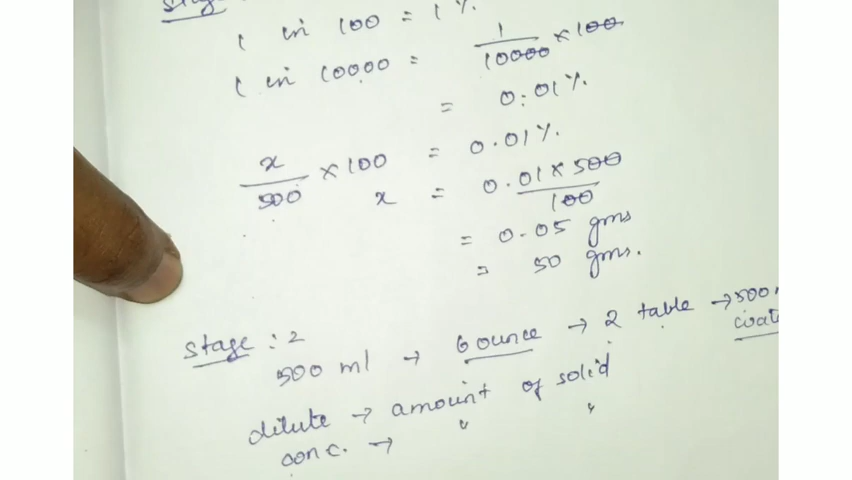 1 in 100 = 1%
1 in 10000 = 1/10000 × 100
= 0.01%
x/500 × 100 = 0.01%
x = 0.01 × 500/100
= 0.05 gms
= 50 gms.
Stage : 2
500 ml → 6 ounce → 2 table → 500
dilute → amount of solid
conc. → " "